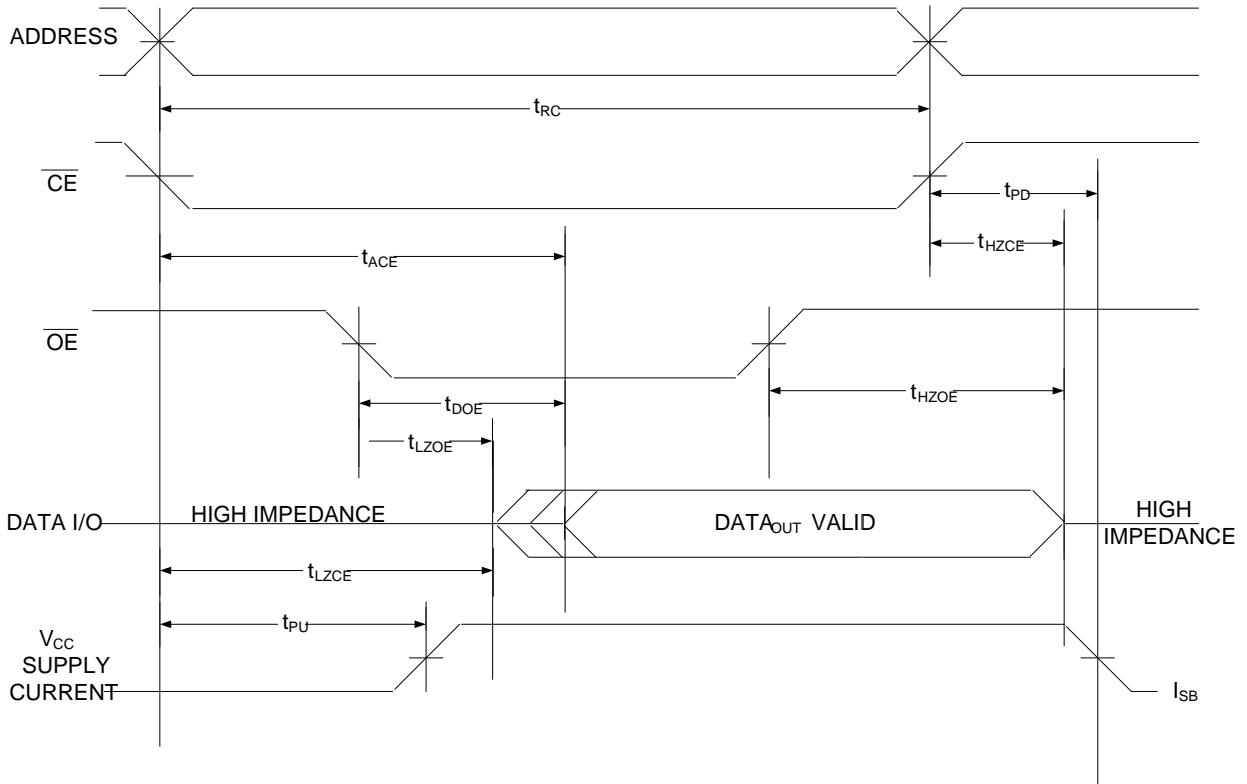 ADDRESS
tRC
CE
tPD
tHZCE
tACE
OE
tHZOE
tDOE
tLZOE
DATA I/O
HIGH IMPEDANCE
DATAOUT VALID
HIGH
IMPEDANCE
tLZCE
tPU
VCC
SUPPLY
CURRENT
ISB